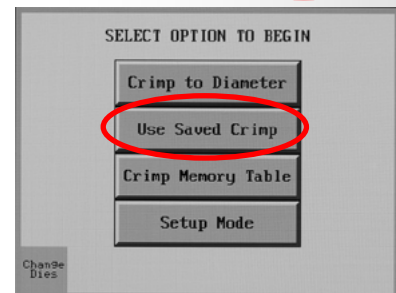 SELECT OPTION TO BEGIN
Crimp to Diameter
Use Saved Crimp
Crimp Memory Table
Setup Mode
Change
Dies